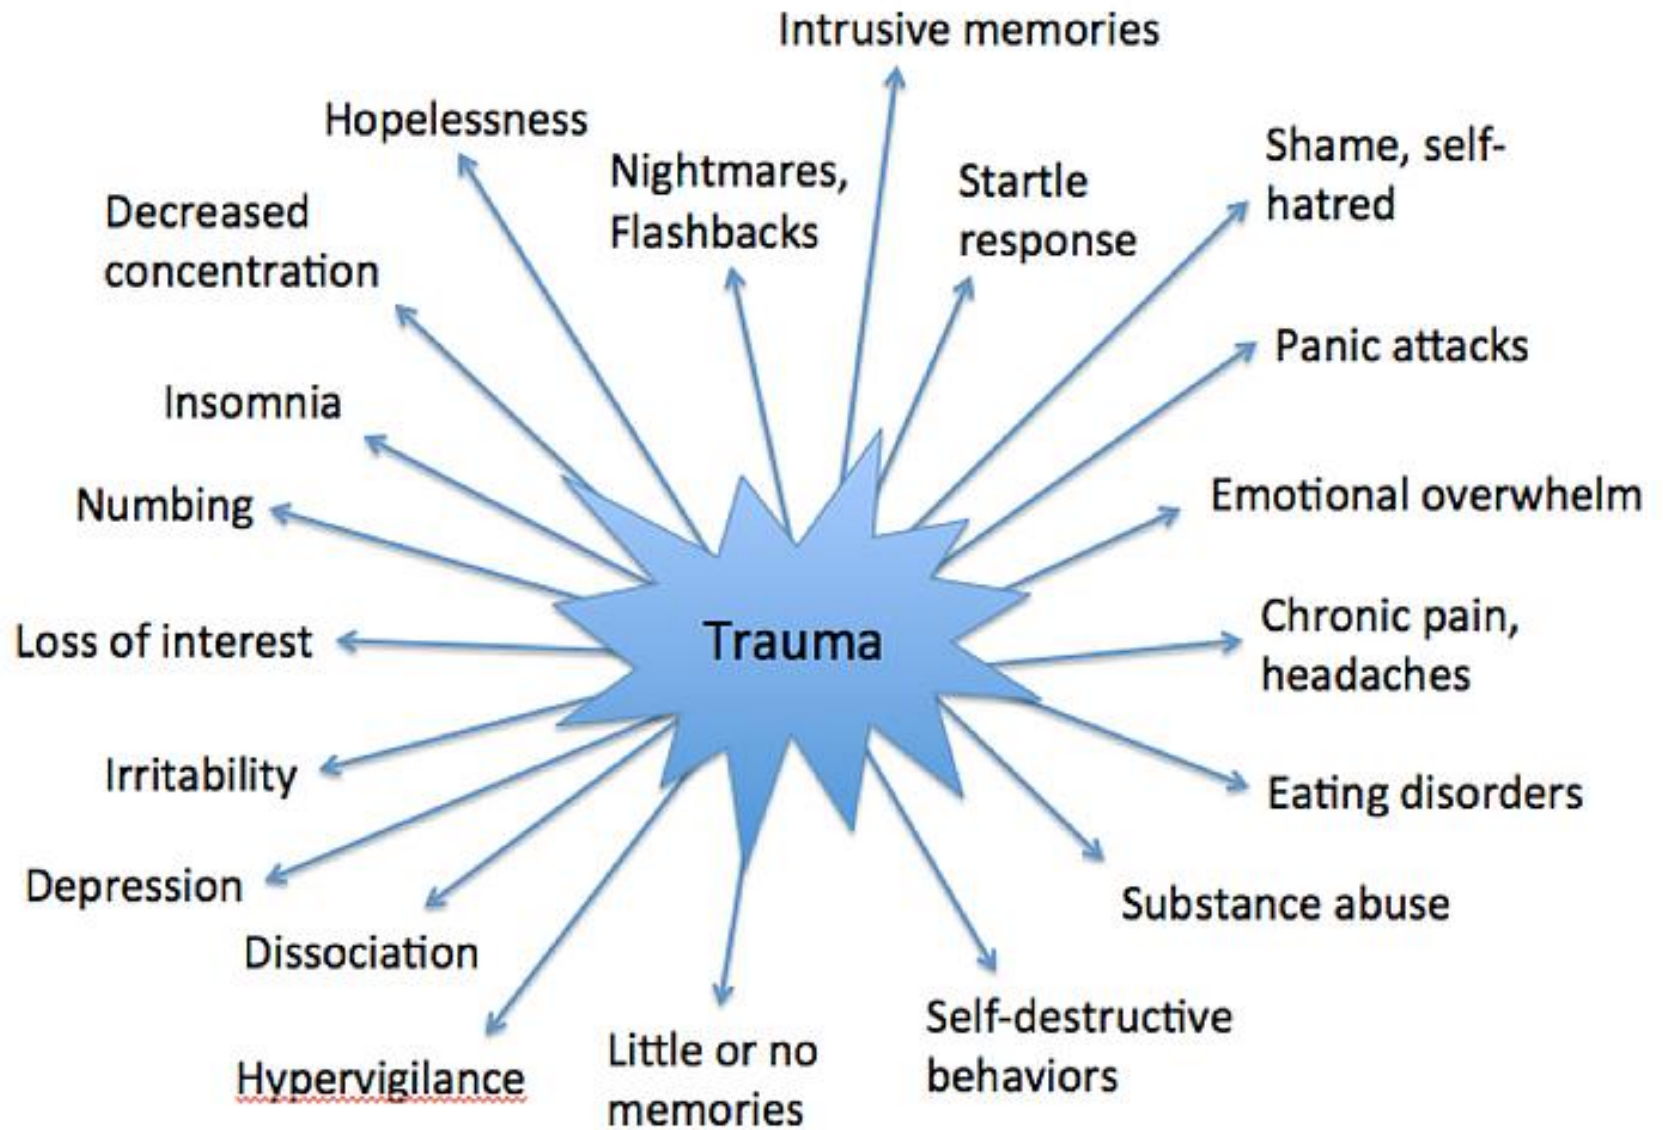 Intrusive memories
Hopelessness
Nightmares,
Flashbacks
Startle
response
Shame, self-
hatred
Decreased
concentration
Panic attacks
Insomnia
Numbing
Emotional overwhelm
Loss of interest
Trauma
Chronic pain,
headaches
Irritability
Eating disorders
Depression
Substance abuse
Dissociation
Self-destructive
behaviors
Hypervigilance
Little or no
memories